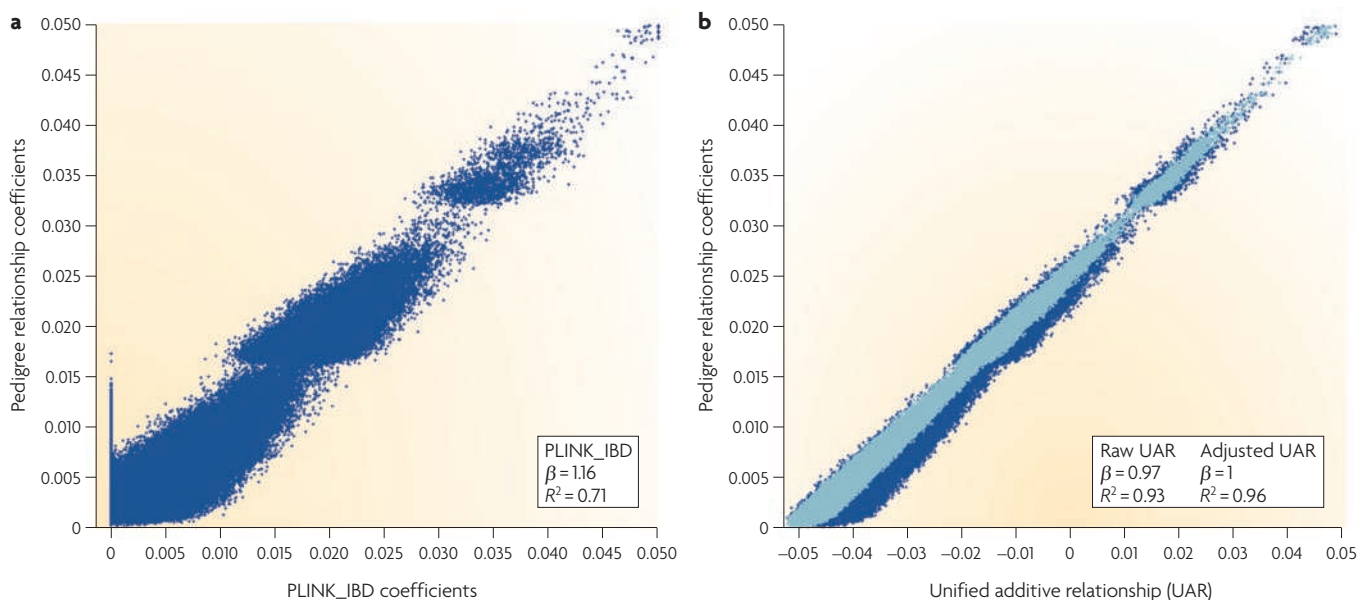 a
Pedigree relationship coefficients
0.050
0.045
0.040
0.035
0.030
0.025
0.020
0.015
0.010
0.005
0
0 0.005 0.010 0.015 0.020 0.025 0.030 0.035 0.040 0.045 0.050
PLINK_IBD coefficients
PLINK_IBD
β = 1.16
R² = 0.71
b
Pedigree relationship coefficients
0.050
0.045
0.040
0.035
0.030
0.025
0.020
0.015
0.010
0.005
0
–0.05 –0.04 –0.03 –0.02 –0.01 0 0.01 0.02 0.03 0.04 0.05
Unified additive relationship (UAR)
Raw UAR Adjusted UAR
β = 0.97 β = 1
R² = 0.93 R² = 0.96